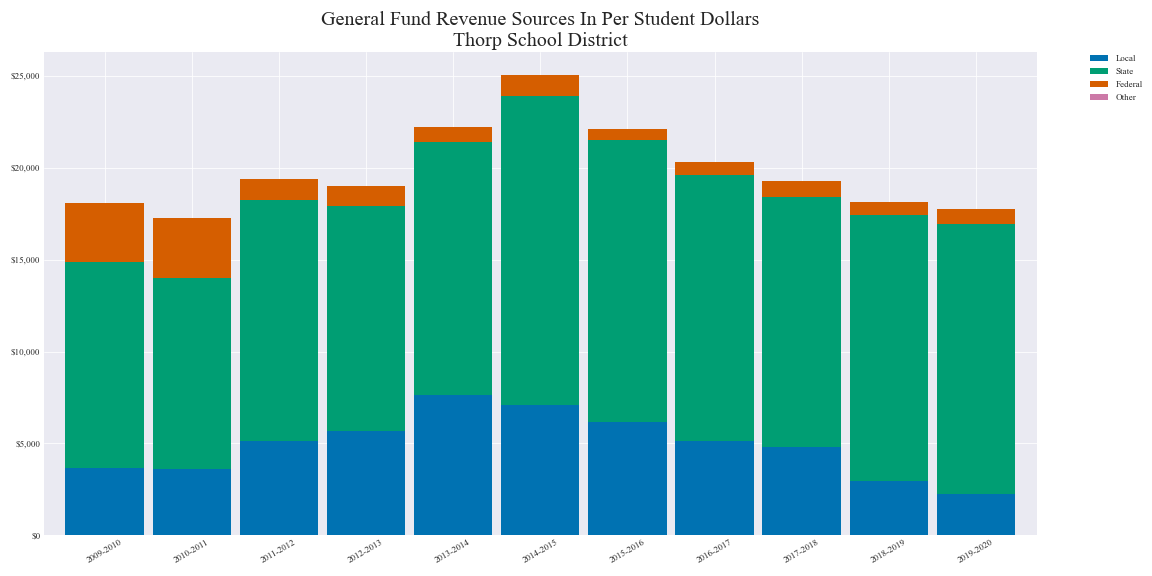 General Fund Revenue Sources In Per Student Dollars
Thorp School District
Local
State
Federal
Other
$25,000
$20,000
$15,000
$10,000
$5,000
$0
2009-2010
2010-2011
2011-2012
2012-2013
2013-2014
2014-2015
2015-2016
2016-2017
2017-2018
2018-2019
2019-2020